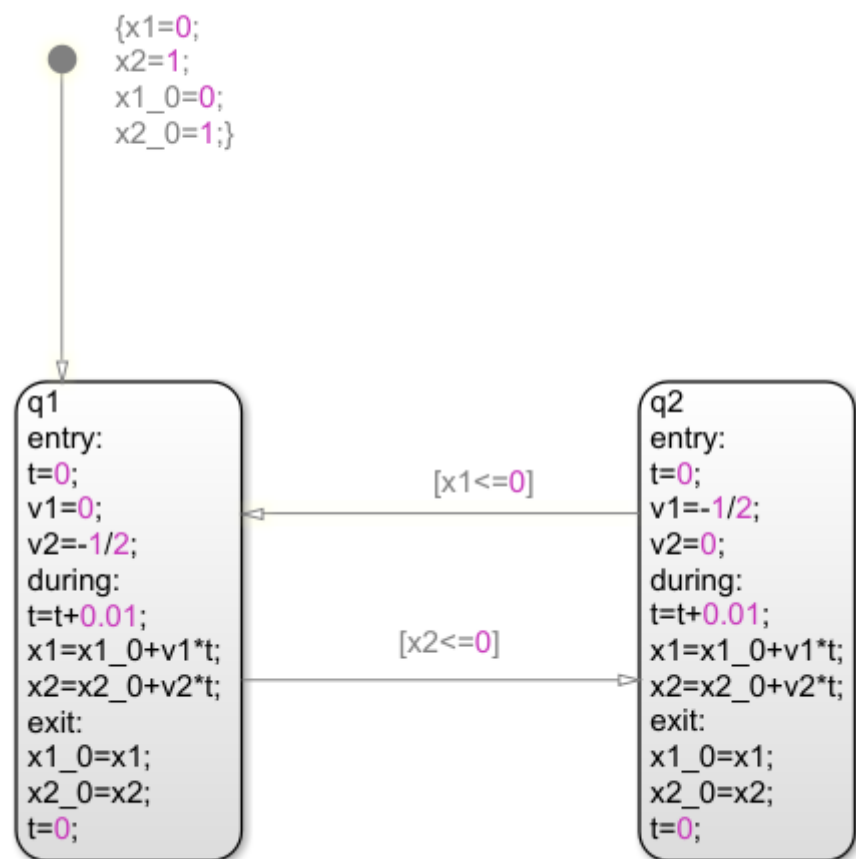 {x1=0;
x2=1;
x1_0=0;
x2_0=1;}
q1
entry:
t=0;
v1=0;
v2=-1/2;
during:
t=t+0.01;
x1=x1_0+v1*t;
x2=x2_0+v2*t;
exit:
x1_0=x1;
x2_0=x2;
t=0;
[x1<=0]
[x2<=0]
q2
entry:
t=0;
v1=-1/2;
v2=0;
during:
t=t+0.01;
x1=x1_0+v1*t;
x2=x2_0+v2*t;
exit:
x1_0=x1;
x2_0=x2;
t=0;